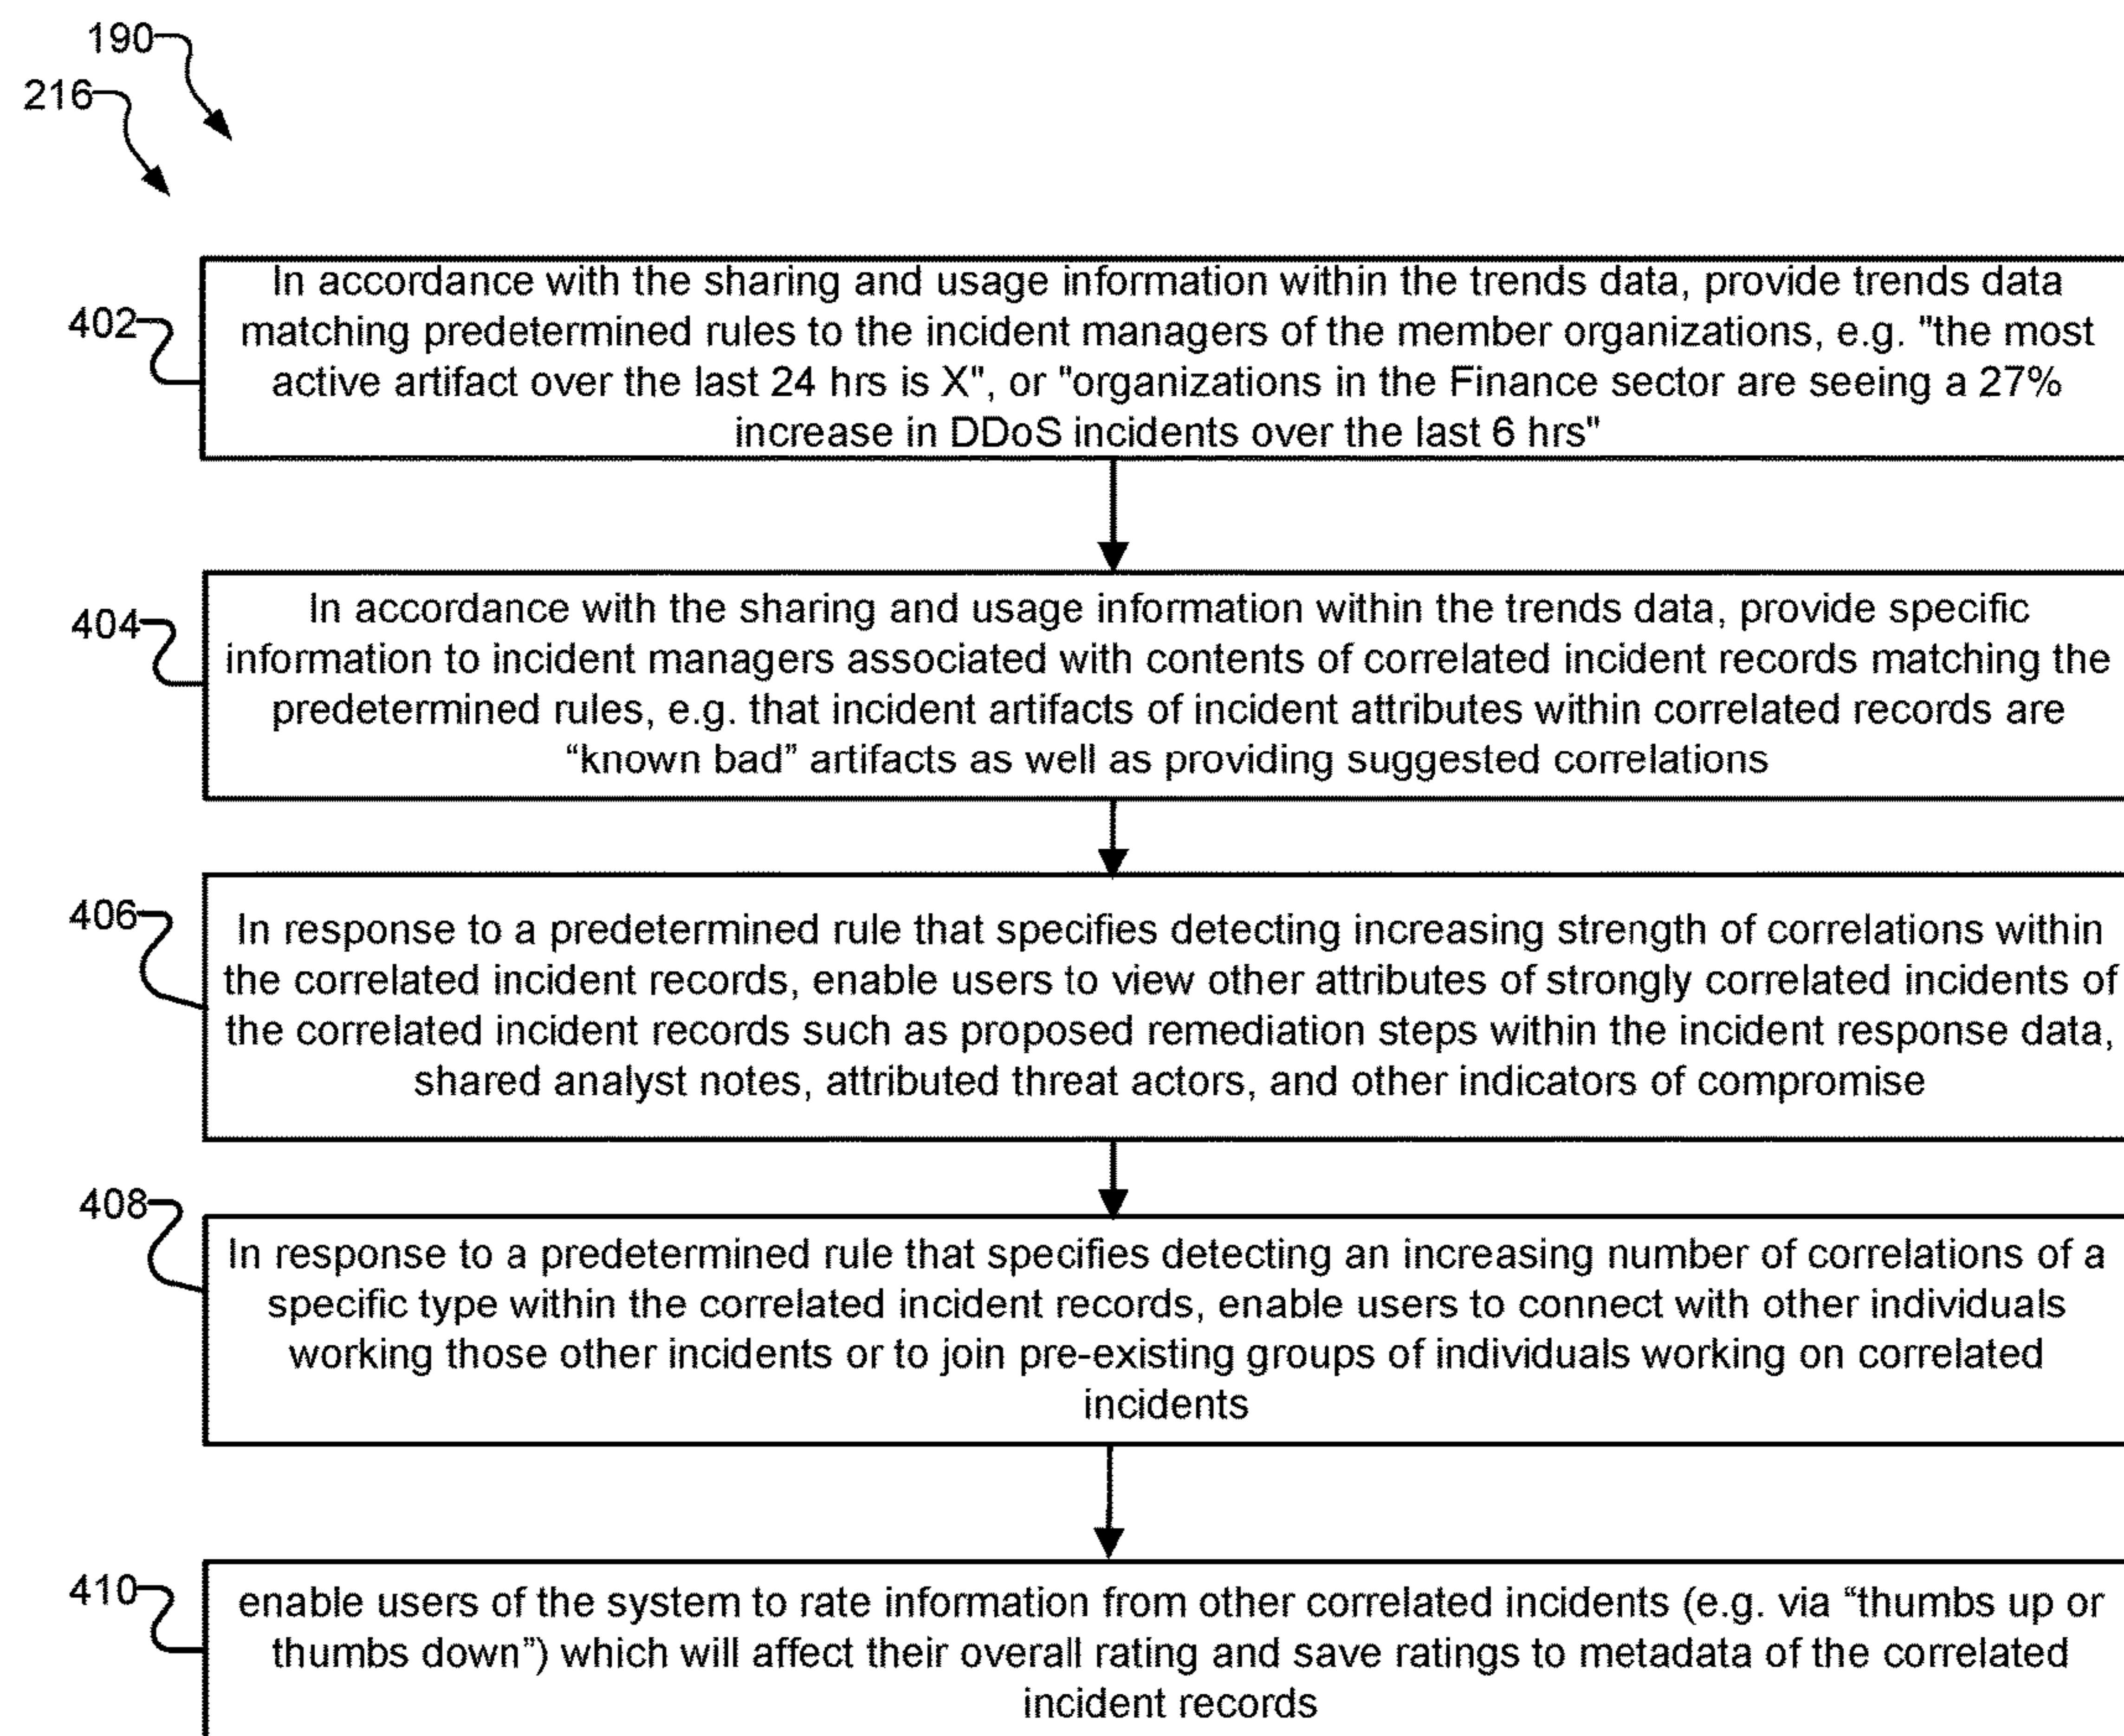 190
216
402
In accordance with the sharing and usage information within the trends data, provide trends data
matching predetermined rules to the incident managers of the member organizations, e.g. "the most
active artifact over the last 24 hrs is X", or "organizations in the Finance sector are seeing a 27%
increase in DDoS incidents over the last 6 hrs"
404
In accordance with the sharing and usage information within the trends data, provide specific
information to incident managers associated with contents of correlated incident records matching the
predetermined rules, e.g. that incident artifacts of incident attributes within correlated records are
“known bad” artifacts as well as providing suggested correlations
406
In response to a predetermined rule that specifies detecting increasing strength of correlations within
the correlated incident records, enable users to view other attributes of strongly correlated incidents of
the correlated incident records such as proposed remediation steps within the incident response data,
shared analyst notes, attributed threat actors, and other indicators of compromise
408
In response to a predetermined rule that specifies detecting an increasing number of correlations of a
specific type within the correlated incident records, enable users to connect with other individuals
working those other incidents or to join pre-existing groups of individuals working on correlated
incidents
410
enable users of the system to rate information from other correlated incidents (e.g. via “thumbs up or
thumbs down”) which will affect their overall rating and save ratings to metadata of the correlated
incident records